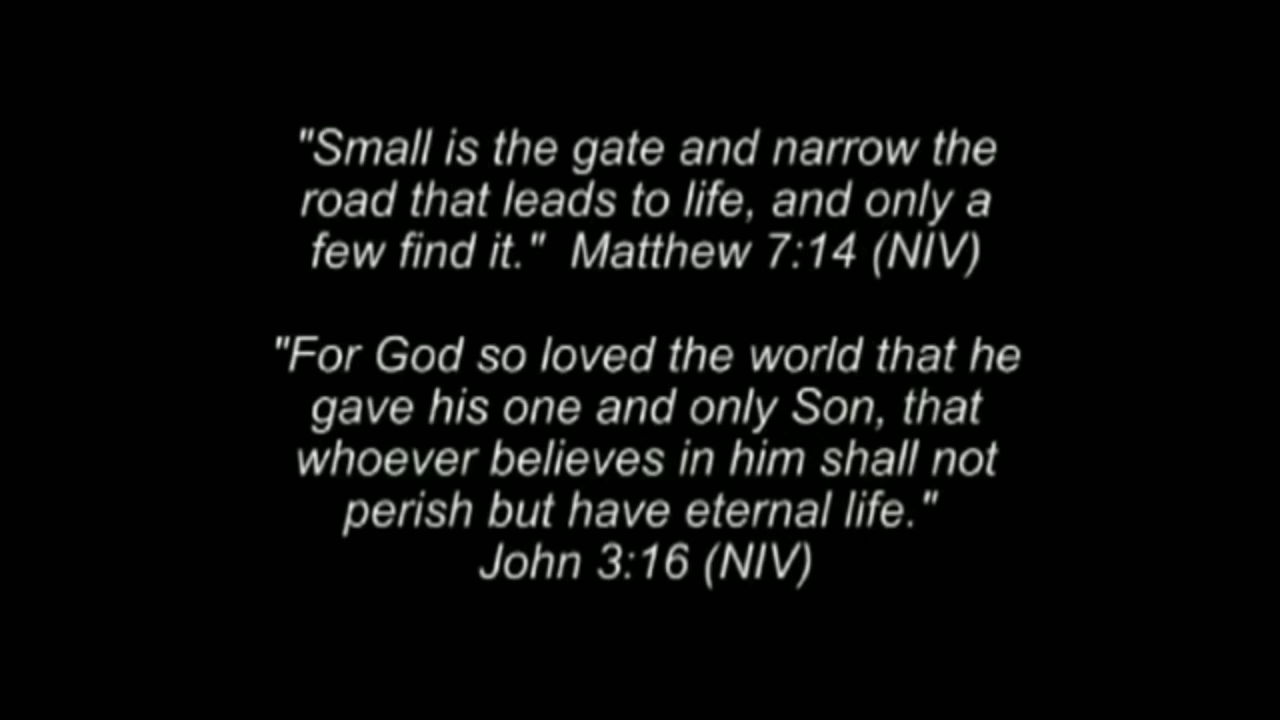 "Small is the gate and narrow the
road that leads to life, and only a
few find it."  Matthew 7:14 (NIV)
"For God so loved the world that he
gave his one and only Son, that
whoever believes in him shall not
perish but have eternal life."
John 3:16 (NIV)